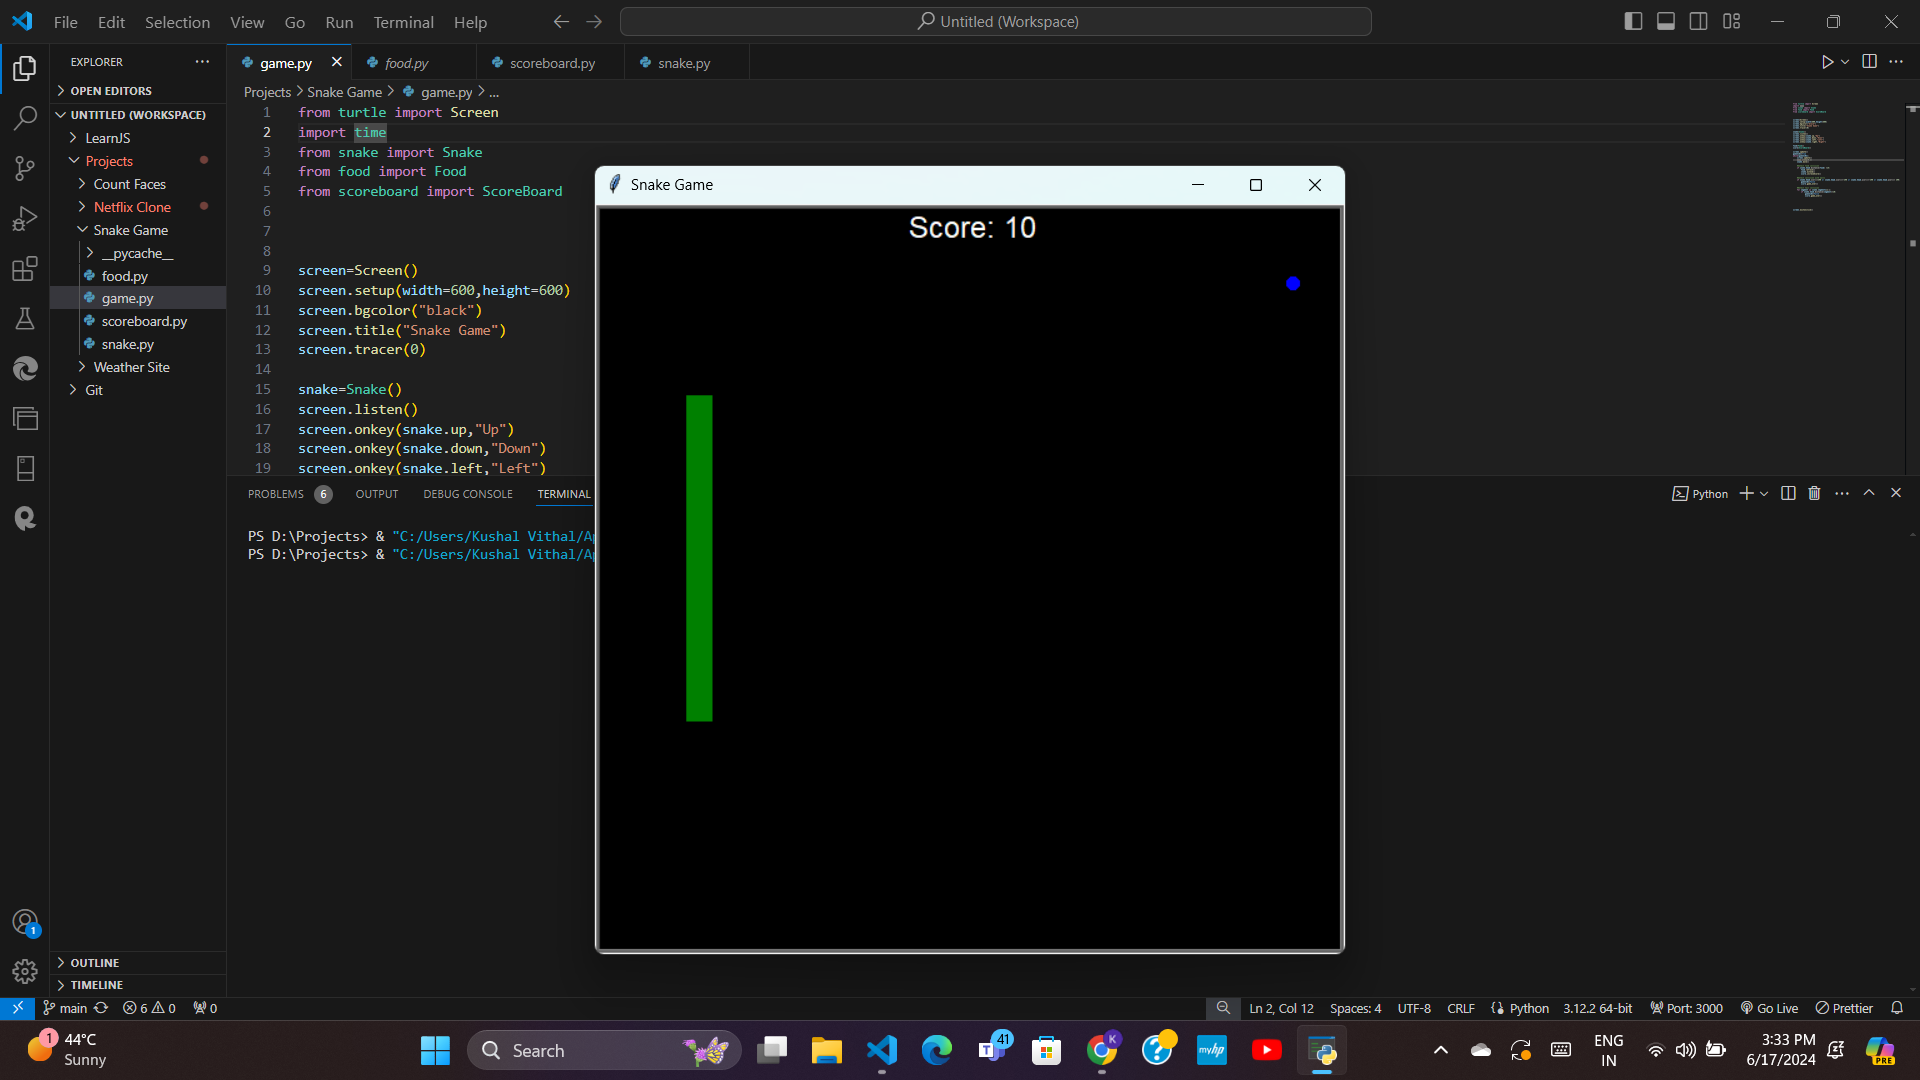 File Edit Selection View Go Run Terminal Help
Untitled (Workspace)
EXPLORER
OPEN EDITORS
UNTITLED (WORKSPACE)
LearnJS
Projects
Count Faces
Netflix Clone
Snake Game
__pycache__
food.py
game.py
scoreboard.py
snake.py
Weather Site
Git
OUTLINE
TIMELINE
game.py food.py scoreboard.py snake.py
Projects > Snake Game > game.py > ...
1 from turtle import Screen
2 import time
3 from snake import Snake
4 from food import Food
5 from scoreboard import ScoreBoard
6
7
8
9 screen=Screen()
10 screen.setup(width=600,height=600)
11 screen.bgcolor("black")
12 screen.title("Snake Game")
13 screen.tracer(0)
14
15 snake=Snake()
16 screen.listen()
17 screen.onkey(snake.up,"Up")
18 screen.onkey(snake.down,"Down")
19 screen.onkey(snake.left,"Left")
Snake Game
Score: 10
PROBLEMS 6 OUTPUT DEBUG CONSOLE TERMINAL
Python
PS D:\Projects> & "C:/Users/Kushal Vithal/A
PS D:\Projects> & "C:/Users/Kushal Vithal/A
1
main 6 0 0
Ln 2, Col 12 Spaces: 4 UTF-8 CRLF Python 3.12.2 64-bit Port: 3000 Go Live Prettier
1
44°C
Sunny
Search
41
K
myhp
ENG
IN
3:33 PM
6/17/2024
PRE